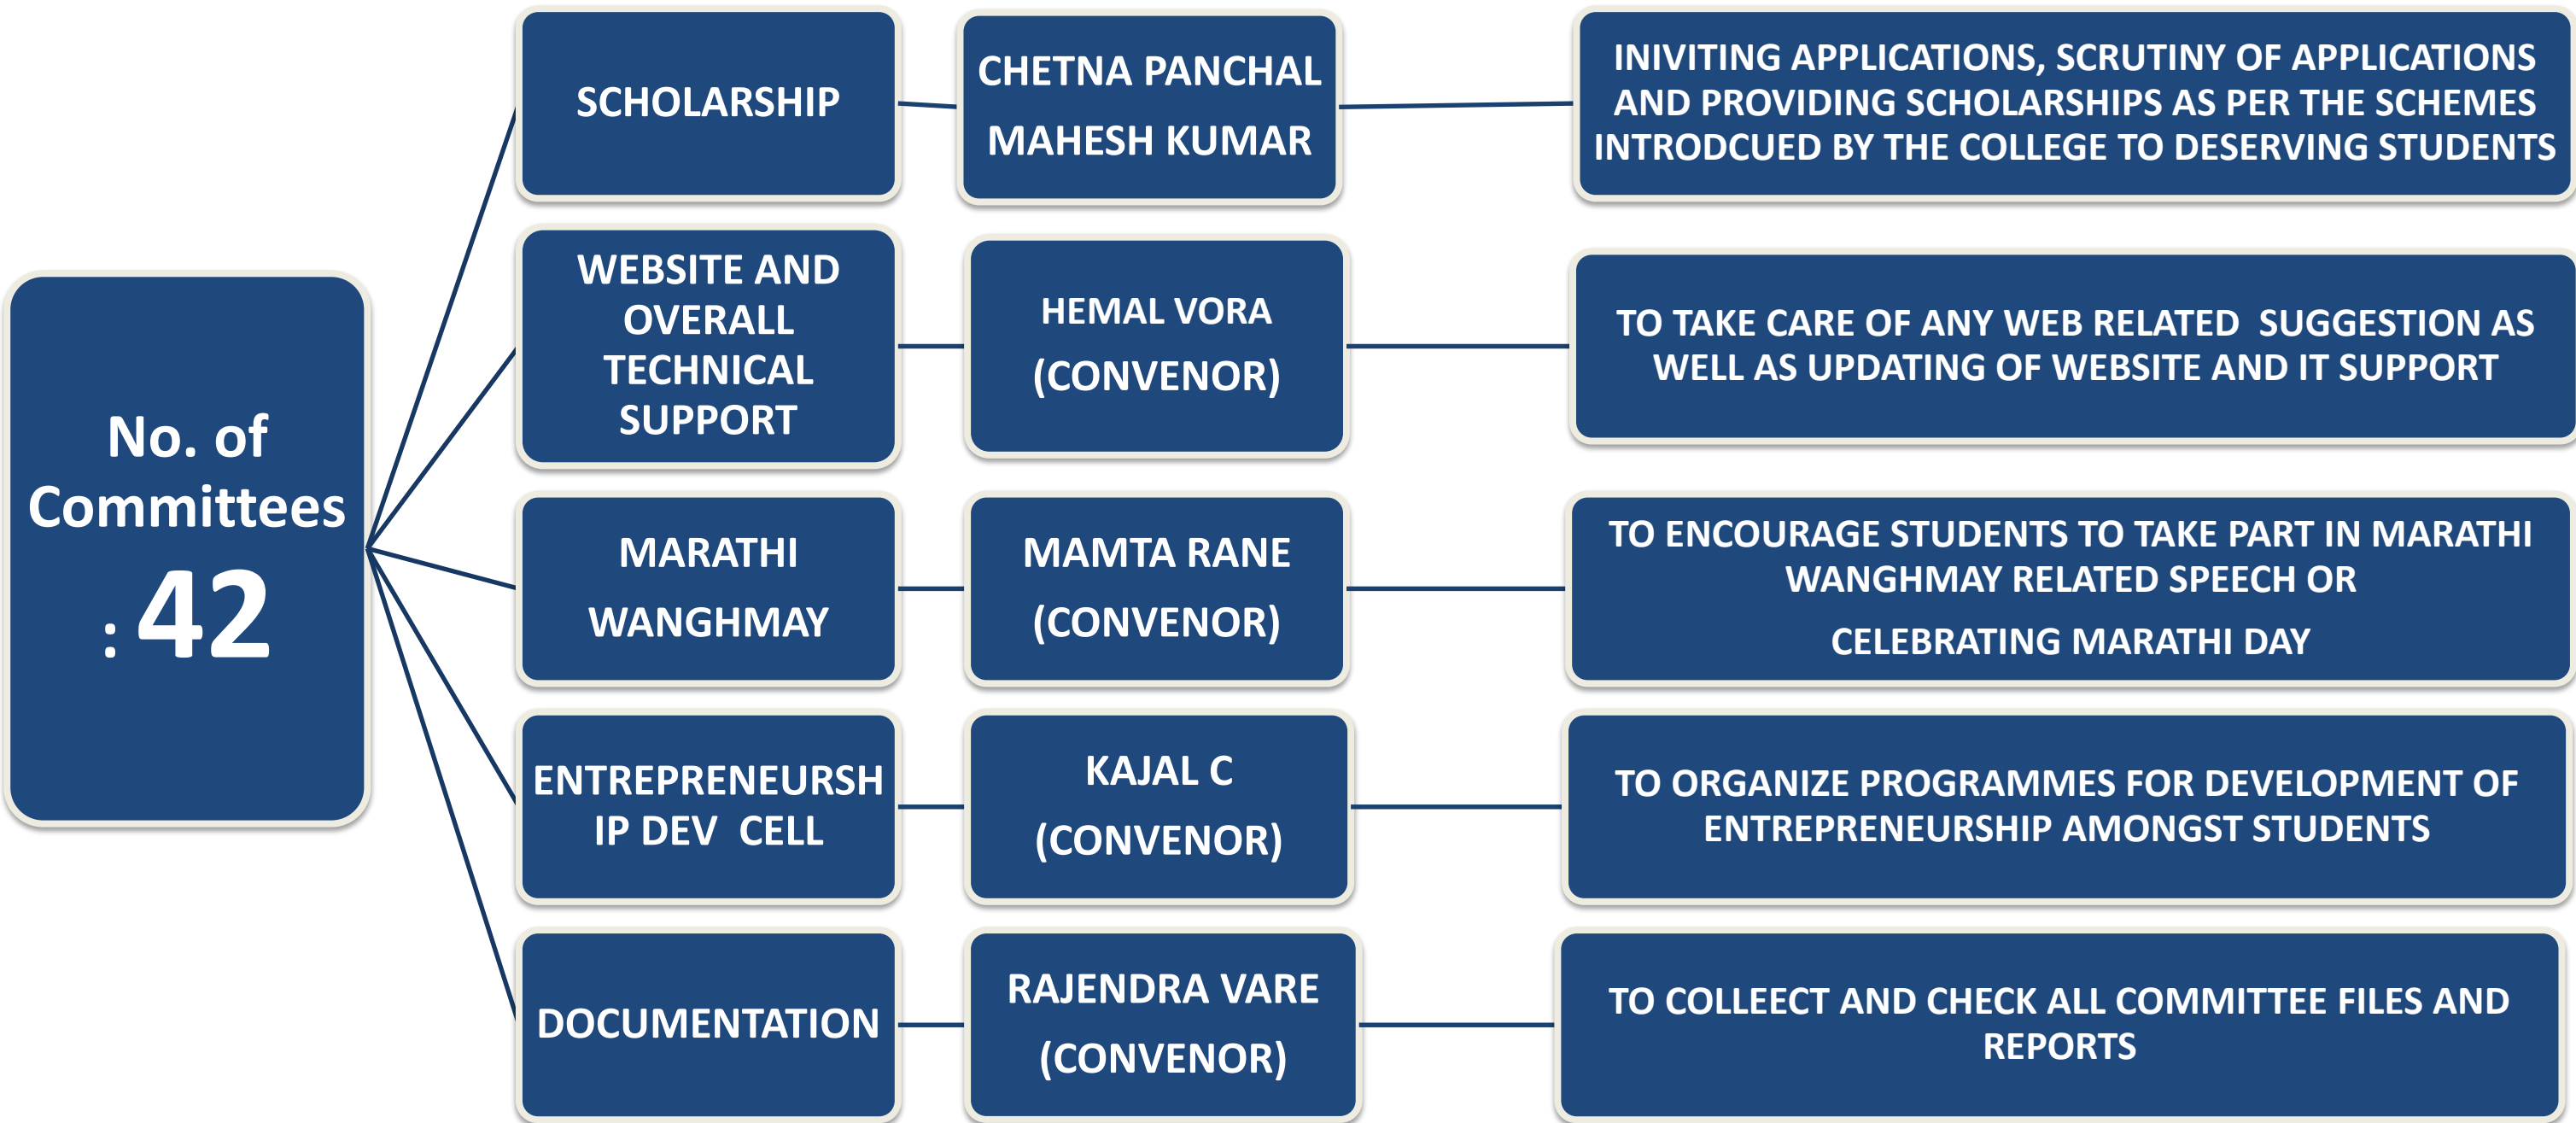 No. of
Committees
: 42
SCHOLARSHIP
CHETNA PANCHAL
MAHESH KUMAR
INIVITING APPLICATIONS, SCRUTINY OF APPLICATIONS
AND PROVIDING SCHOLARSHIPS AS PER THE SCHEMES
INTRODCUED BY THE COLLEGE TO DESERVING STUDENTS
WEBSITE AND
OVERALL
TECHNICAL
SUPPORT
HEMAL VORA
(CONVENOR)
TO TAKE CARE OF ANY WEB RELATED  SUGGESTION AS
WELL AS UPDATING OF WEBSITE AND IT SUPPORT
MARATHI
WANGHMAY
MAMTA RANE
(CONVENOR)
TO ENCOURAGE STUDENTS TO TAKE PART IN MARATHI
WANGHMAY RELATED SPEECH OR
CELEBRATING MARATHI DAY
ENTREPRENEURSH
IP DEV  CELL
KAJAL C
(CONVENOR)
TO ORGANIZE PROGRAMMES FOR DEVELOPMENT OF
ENTREPRENEURSHIP AMONGST STUDENTS
DOCUMENTATION
RAJENDRA VARE
(CONVENOR)
TO COLLEECT AND CHECK ALL COMMITTEE FILES AND
REPORTS